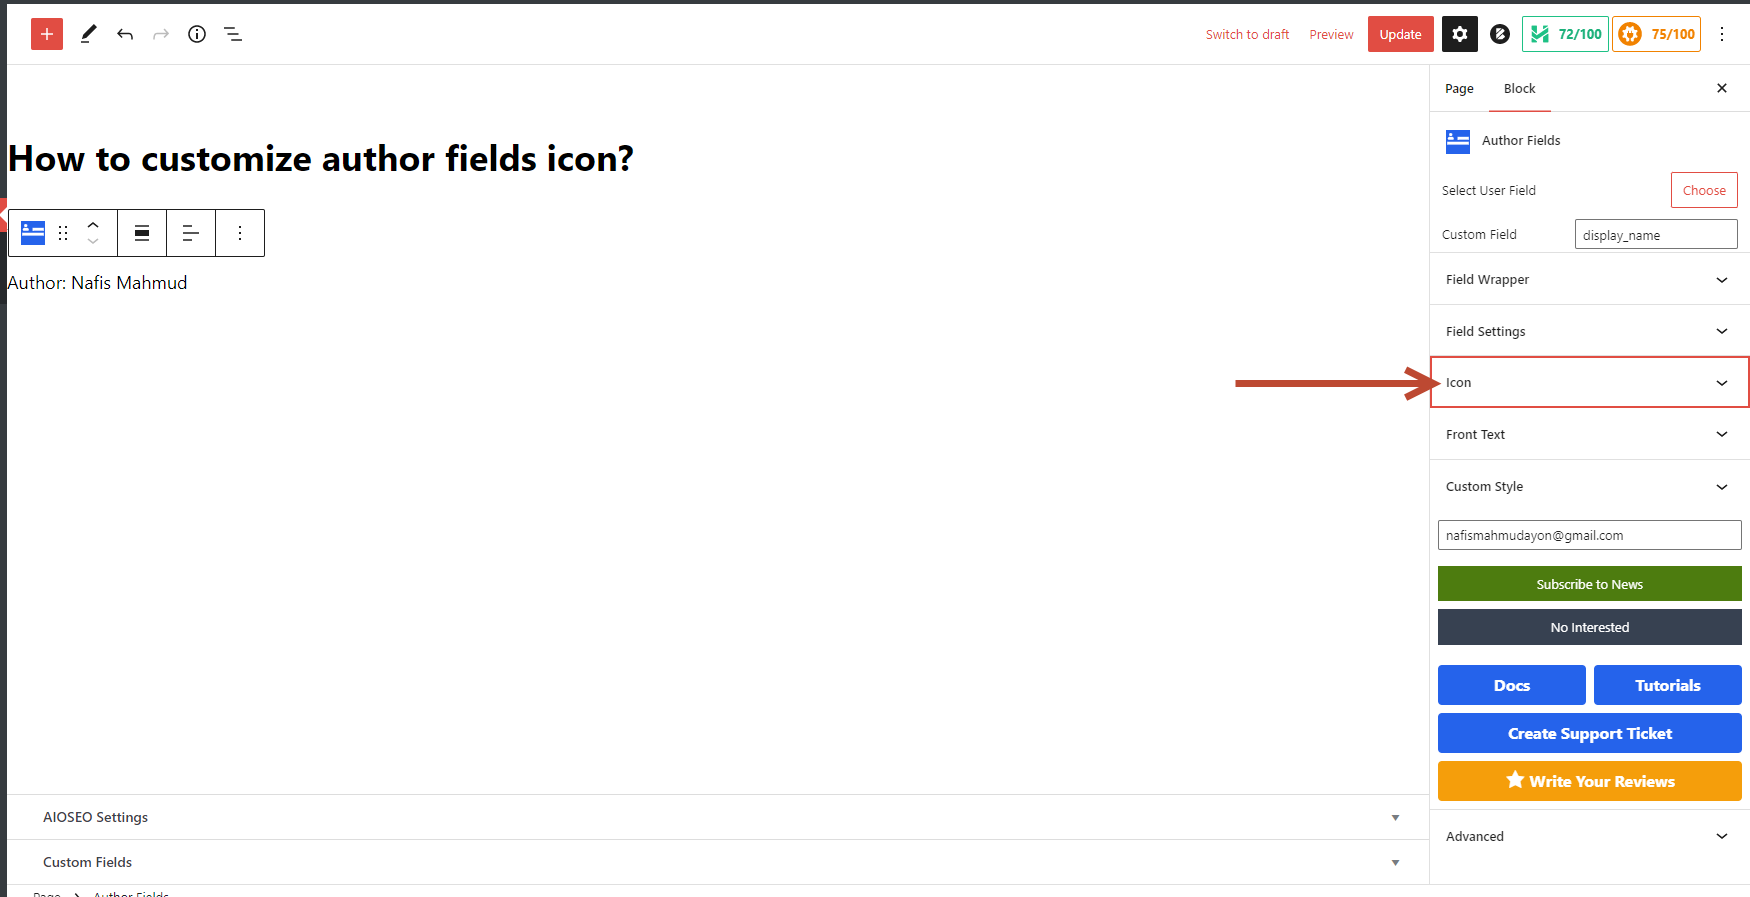 Switch to draft Preview Update 72/100 75/100
Page Block
Author Fields
How to customize author fields icon?
Select User Field Choose
Custom Field display_name
Author: Nafis Mahmud
Field Wrapper
Field Settings
Icon
Front Text
Custom Style
nafismahmudayon@gmail.com
Subscribe to News
No Interested
Docs Tutorials
Create Support Ticket
Write Your Reviews
AIOSEO Settings
Advanced
Custom Fields
Page Author Fields